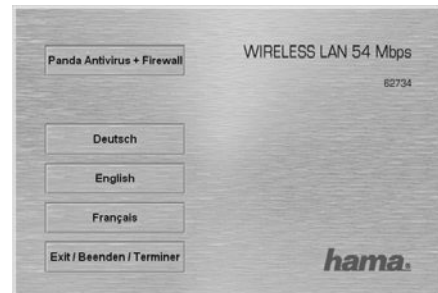 Panda Antivirus + Firewall
WIRELESS LAN 54 Mbps
62734
Deutsch
English
Français
Exit / Beenden / Terminer
hama.